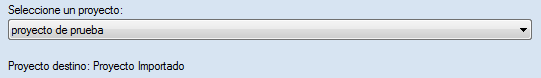 Seleccione un proyecto:
proyecto de prueba
Proyecto destino: Proyecto Importado